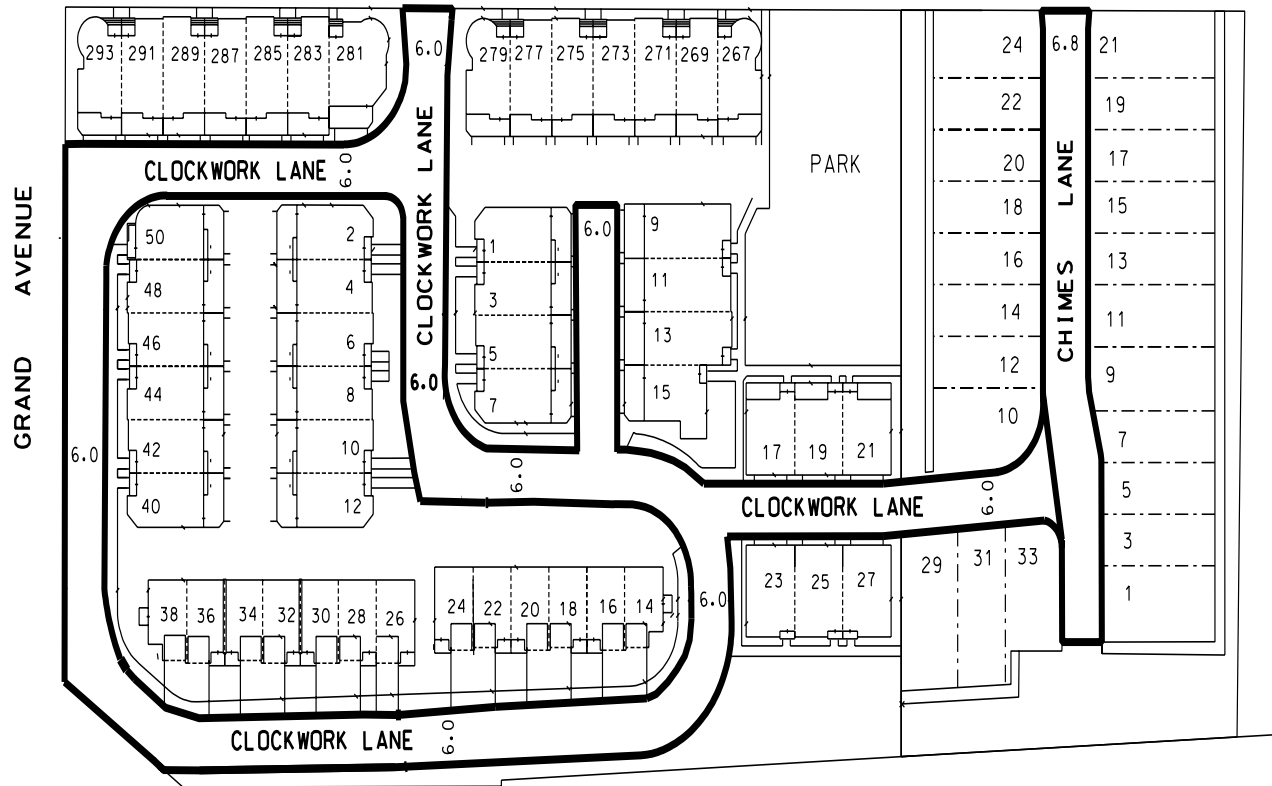 293 291 289 287 285 283 281
6.0
279 277 275 273 271 269 267
24 6.8 21
22 19
20 17
18 15
16 13
14 11
12 9
10 7
5
3
1
CHIMES LANE
PARK
CLOCKWORK LANE 6.0
CLOCKWORK LANE
6.0
GRAND AVENUE
6.0
50
48
46
44
42
40
2
4
6
8
10
12
1
3
5
7
6.0
9
11
13
15
6.0
17 19 21
CLOCKWORK LANE 6.0
23 25 27
29 31 33
38 36 34 32 30 28 26
24 22 20 18 16 14
6.0
CLOCKWORK LANE 6.0